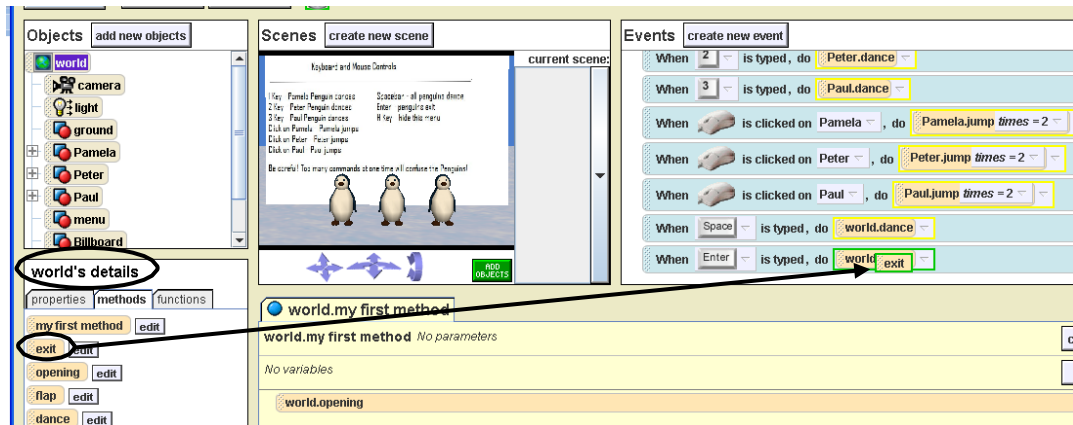 Objects add new objects
world
camera
light
ground
Pamela
Peter
Paul
menu
Billboard
world's details
properties methods functions
my first method edit
exit edit
opening edit
flap edit
dance edit
Scenes create new scene
current scene:
Keyboard and Mouse Controls
1 Key Pamela Penguin dances Spacebar - all penguins dance
2 Key Peter Penguin dances Enter penguins exit
3 Key Paul Penguin dances H Key hide this menu
Click on Pamela Pamela jumps
Click on Peter Peter jumps
Click on Paul Paul jumps
Be careful! Too many commands at one time will confuse the Penguins!
ADD
OBJECTS
Events create new event
When 2 is typed, do Peter.dance
When 3 is typed, do Paul.dance
When is clicked on Pamela , do Pamela.jump times = 2
When is clicked on Peter , do Peter.jump times = 2
When is clicked on Paul , do Paul.jump times = 2
When Space is typed, do world.dance
When Enter is typed, do world exit
world.my first method
world.my first method No parameters
No variables
world.opening